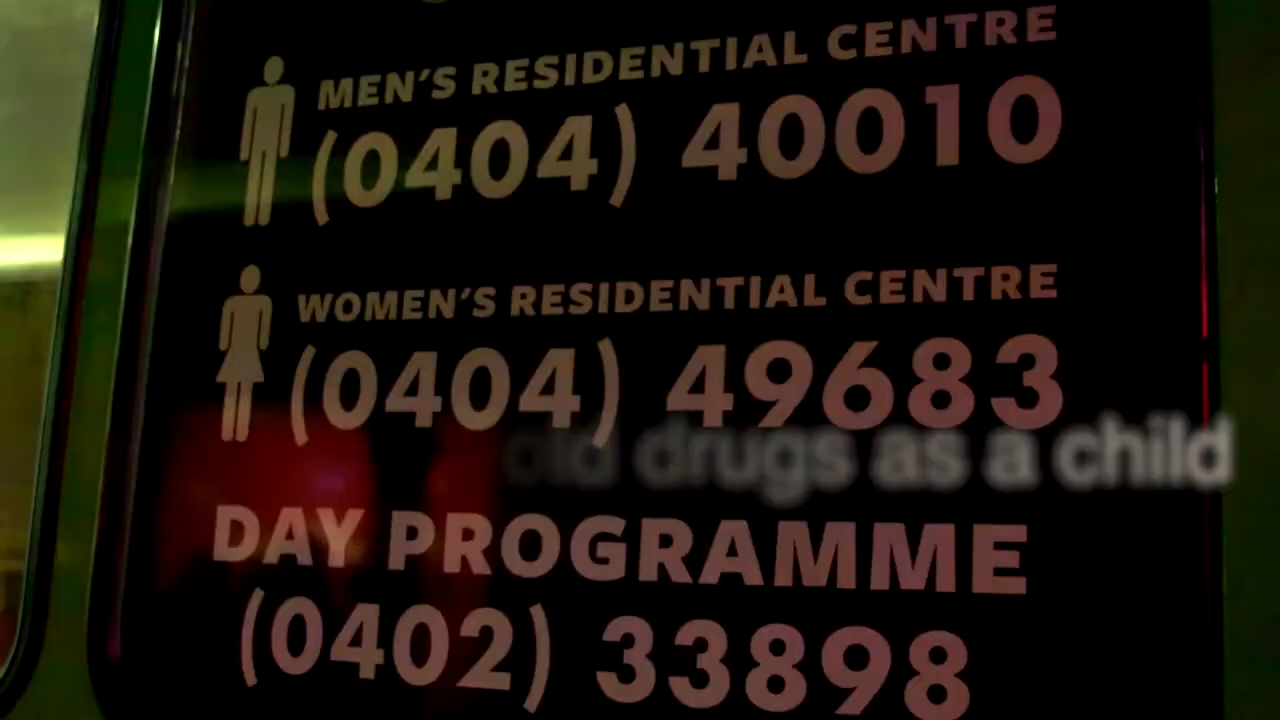 MEN'S RESIDENTIAL CENTRE
(0404) 40010
WOMEN'S RESIDENTIAL CENTRE
(0404) 49683
drugs as a child
DAY PROGRAMME
(0402) 33898